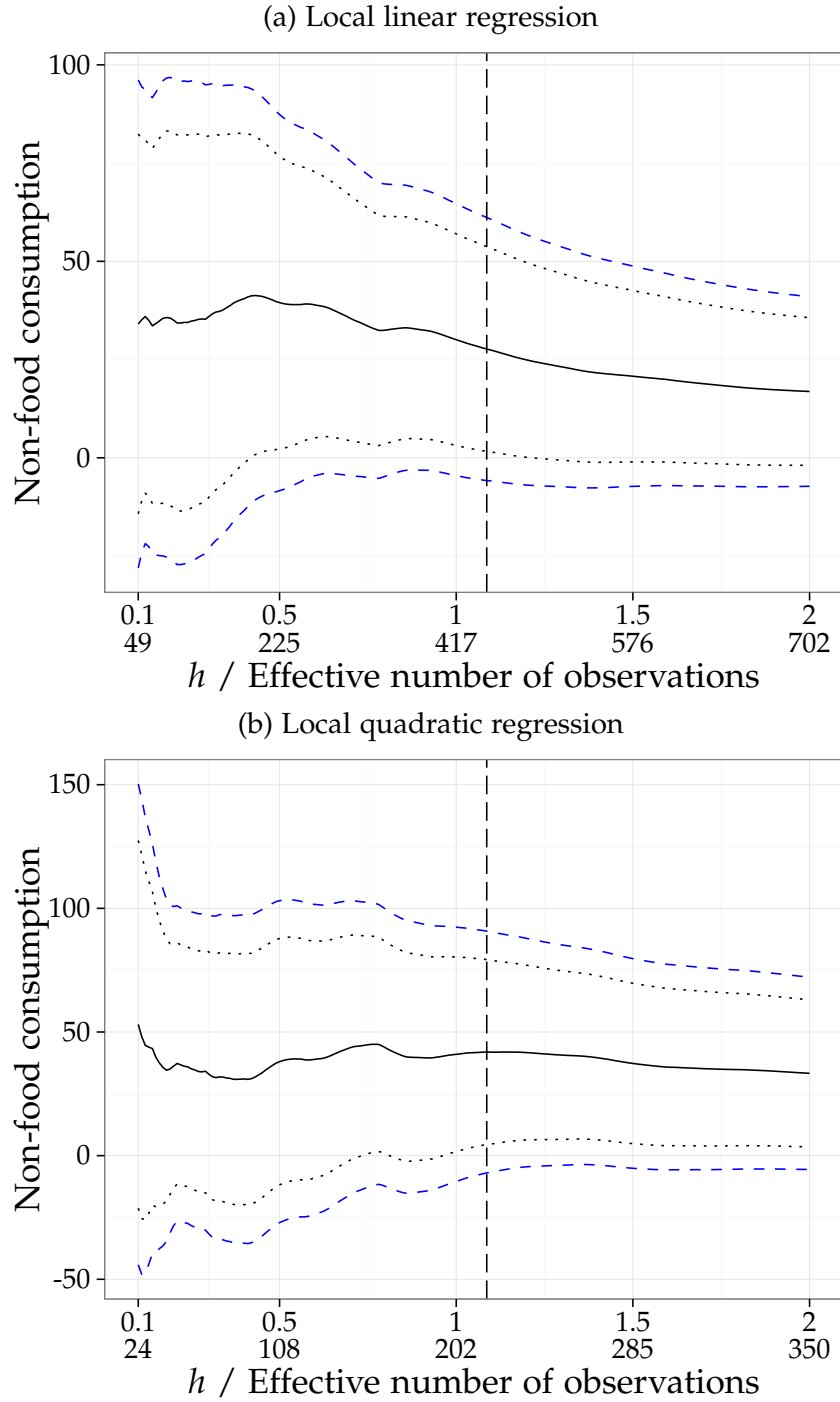 (a) Local linear regression
100
50
0
Non-food consumption
0.1 0.5 1 1.5 2
49 225 417 576 702
h / Effective number of observations
(b) Local quadratic regression
150
100
50
0
-50
Non-food consumption
0.1 0.5 1 1.5 2
24 108 202 285 350
h / Effective number of observations